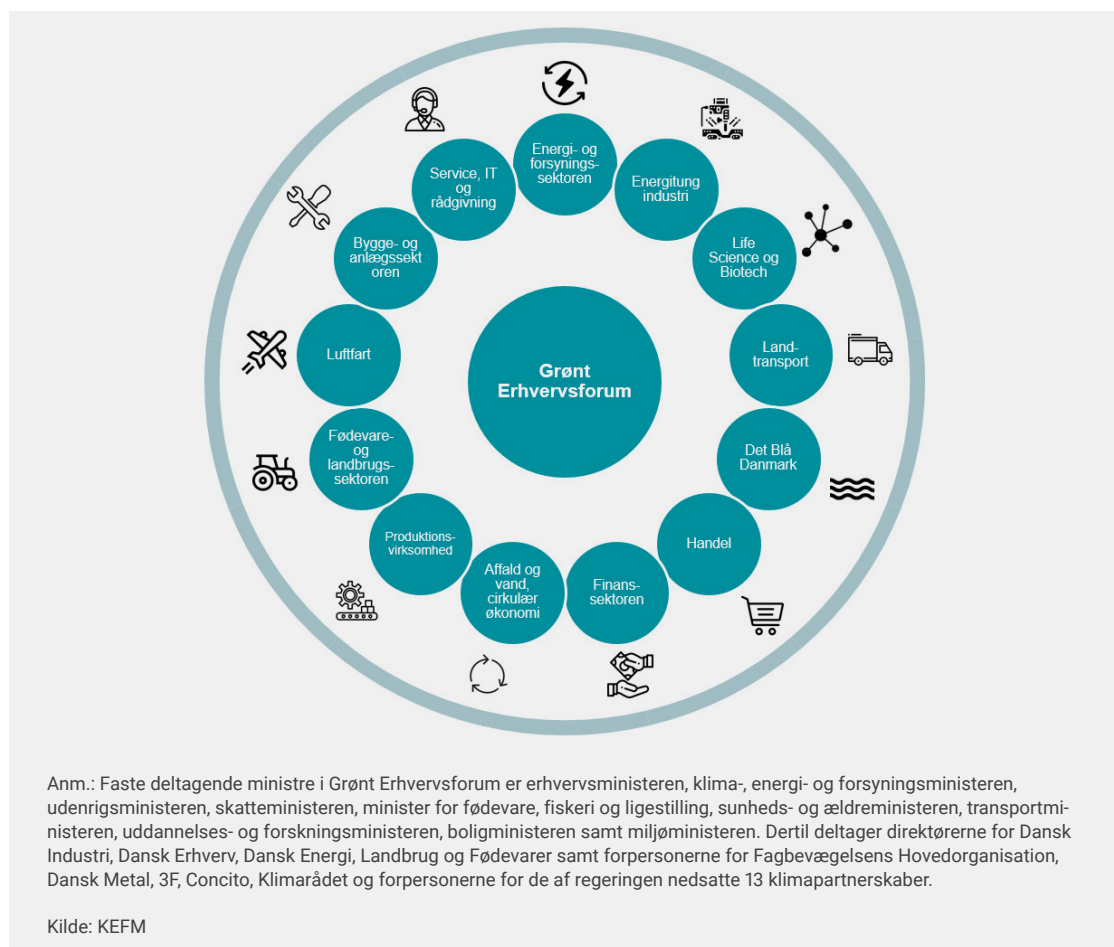 Energi- og
forsynings-
sektoren
Energitung
industri
Life
Science og
Biotech
Land-
transport
Det Blå
Danmark
Handel
Finans-
sektoren
Affald og
vand,
cirkulær
økonomi
Produktions-
virksomhed
Fødevare-
og
landbrugs-
sektoren
Luftfart
Bygge- og
anlægssekt
oren
Service, IT
og
rådgivning
Grønt
Erhvervsforum
Anm.: Faste deltagende ministre i Grønt Erhvervsforum er erhvervsministeren, klima-, energi- og forsyningsministeren,
udenrigsministeren, skatteministeren, minister for fødevare, fiskeri og ligestilling, sunheds- og ældreministeren, transportmi-
nisteren, uddannelses- og forskningsministeren, boligministeren samt miljøministeren. Dertil deltager direktørerne for Dansk
Industri, Dansk Erhverv, Dansk Energi, Landbrug og Fødevarer samt forpersonerne for Fagbevægelsens Hovedorganisation,
Dansk Metal, 3F, Concito, Klimarådet og forpersonerne for de af regeringen nedsatte 13 klimapartnerskaber.
Kilde: KEFM